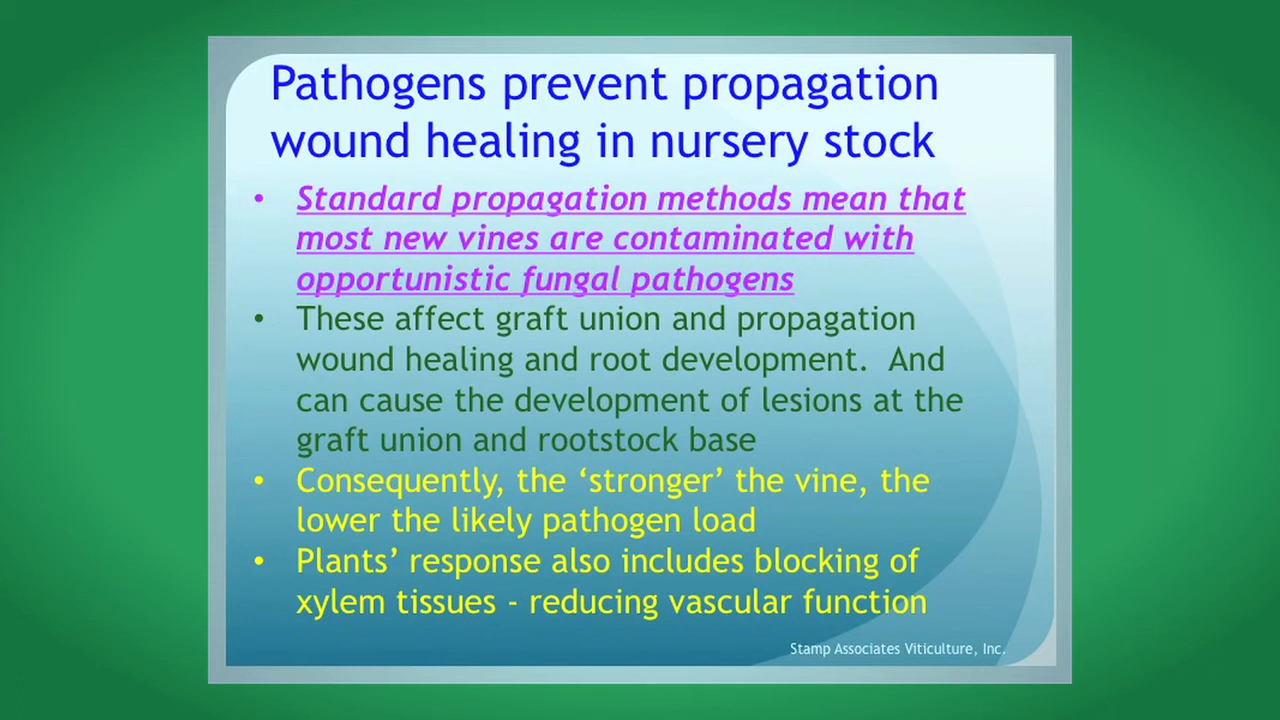 Pathogens prevent propagation
wound healing in nursery stock
• Standard propagation methods mean that
most new vines are contaminated with
opportunistic fungal pathogens
• These affect graft union and propagation
wound healing and root development.  And
can cause the development of lesions at the
graft union and rootstock base
• Consequently, the ‘stronger’ the vine, the
lower the likely pathogen load
• Plants’ response also includes blocking of
xylem tissues - reducing vascular function
Stamp Associates Viticulture, Inc.